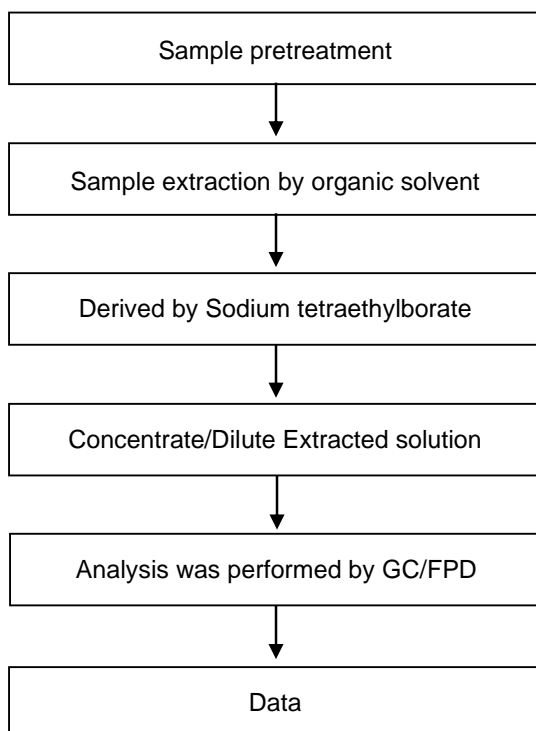 Sample pretreatment
Sample extraction by organic solvent
Derived by Sodium tetraethylborate
Concentrate/Dilute Extracted solution
Analysis was performed by GC/FPD
Data